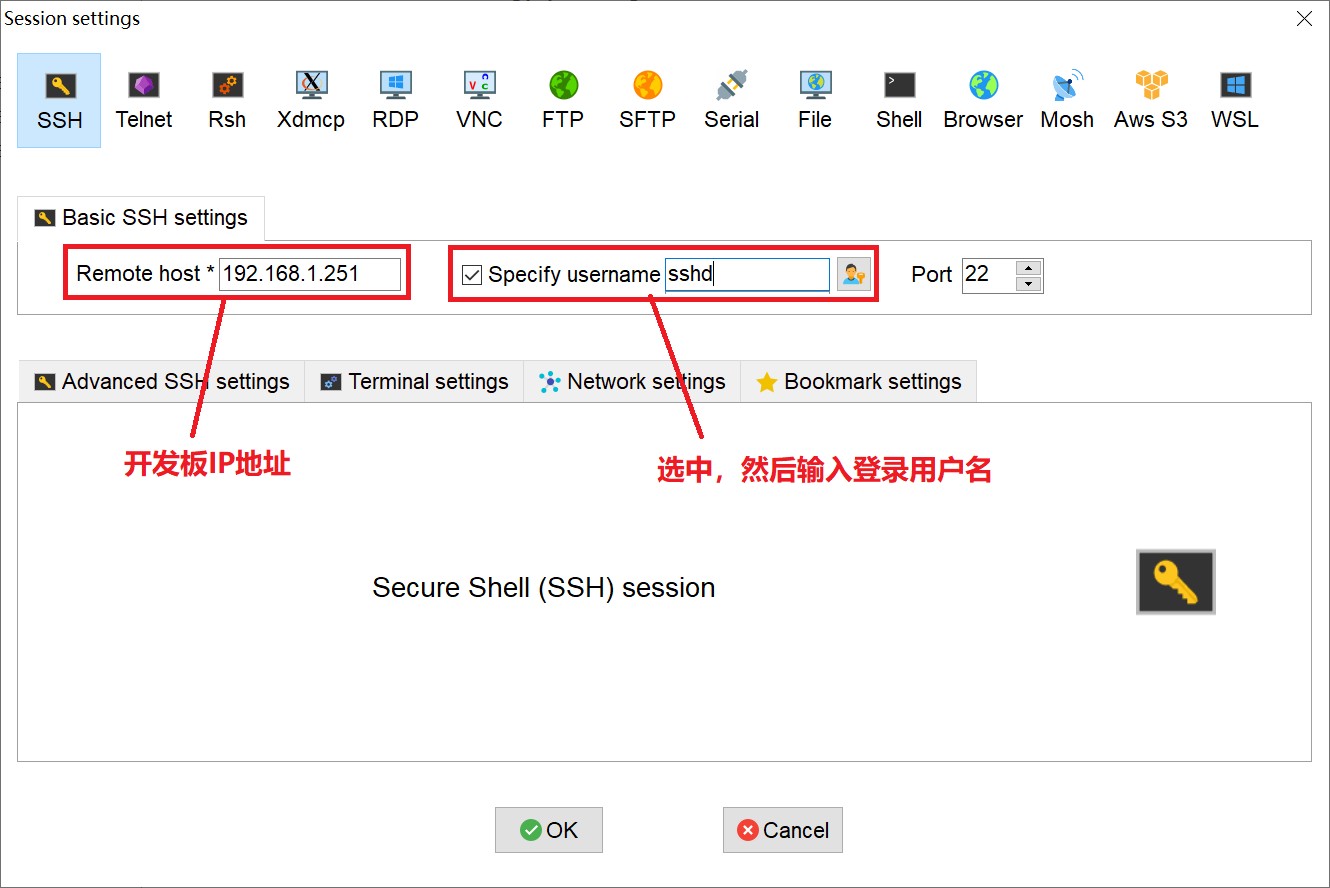 Session settings
SSH Telnet Rsh Xdmcp RDP VNC FTP SFTP Serial File Shell Browser Mosh Aws S3 WSL
Basic SSH settings
Remote host * 192.168.1.251 Specify username sshd Port 22
Advanced SSH settings Terminal settings Network settings Bookmark settings
开发板IP地址
选中，然后输入登录用户名
Secure Shell (SSH) session
OK Cancel